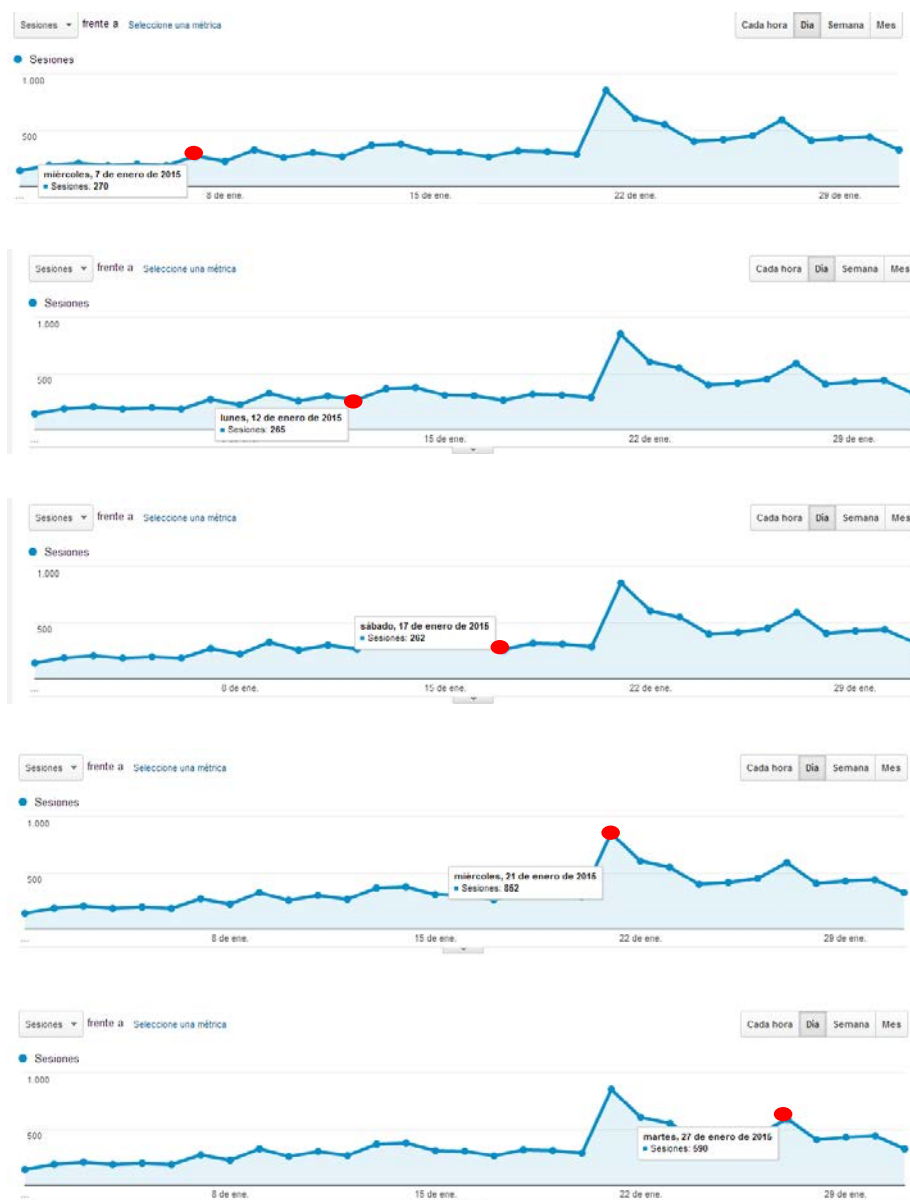 Sesiones frente a Seleccione una métrica Cada hora Día Semana Mes
Sesiones
1.000
500
miércoles, 7 de enero de 2015
Sesiones: 270
... 8 de ene. 15 de ene. 22 de ene. 29 de ene.
Sesiones frente a Seleccione una métrica Cada hora Día Semana Mes
Sesiones
1.000
500
lunes, 12 de enero de 2015
Sesiones: 265
... 15 de ene. 22 de ene. 29 de ene.
Sesiones frente a Seleccione una métrica Cada hora Día Semana Mes
Sesiones
1.000
500
sábado, 17 de enero de 2015
Sesiones: 262
... 8 de ene. 15 de ene. 22 de ene. 29 de ene.
Sesiones frente a Seleccione una métrica Cada hora Día Semana Mes
Sesiones
1.000
500
miércoles, 21 de enero de 2015
Sesiones: 852
... 8 de ene. 15 de ene. 22 de ene. 29 de ene.
Sesiones frente a Seleccione una métrica Cada hora Día Semana Mes
Sesiones
1.000
500
martes, 27 de enero de 2015
Sesiones: 590
... 8 de ene. 15 de ene. 22 de ene. 29 de ene.